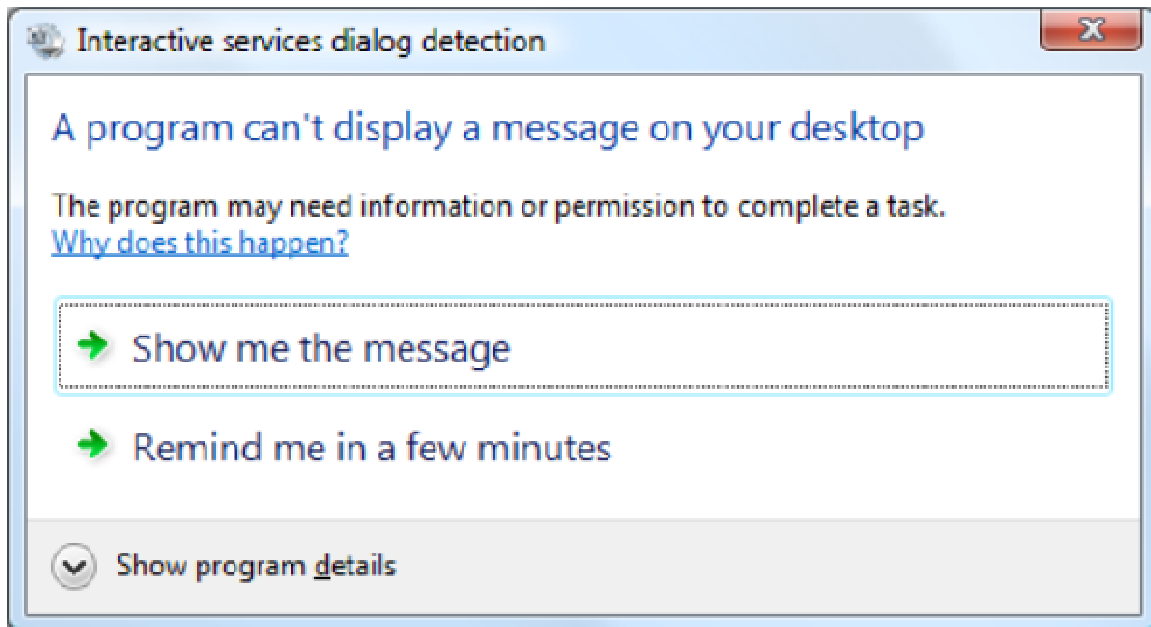 Interactive services dialog detection
A program can't display a message on your desktop
The program may need information or permission to complete a task.
Why does this happen?
Show me the message
Remind me in a few minutes
Show program details